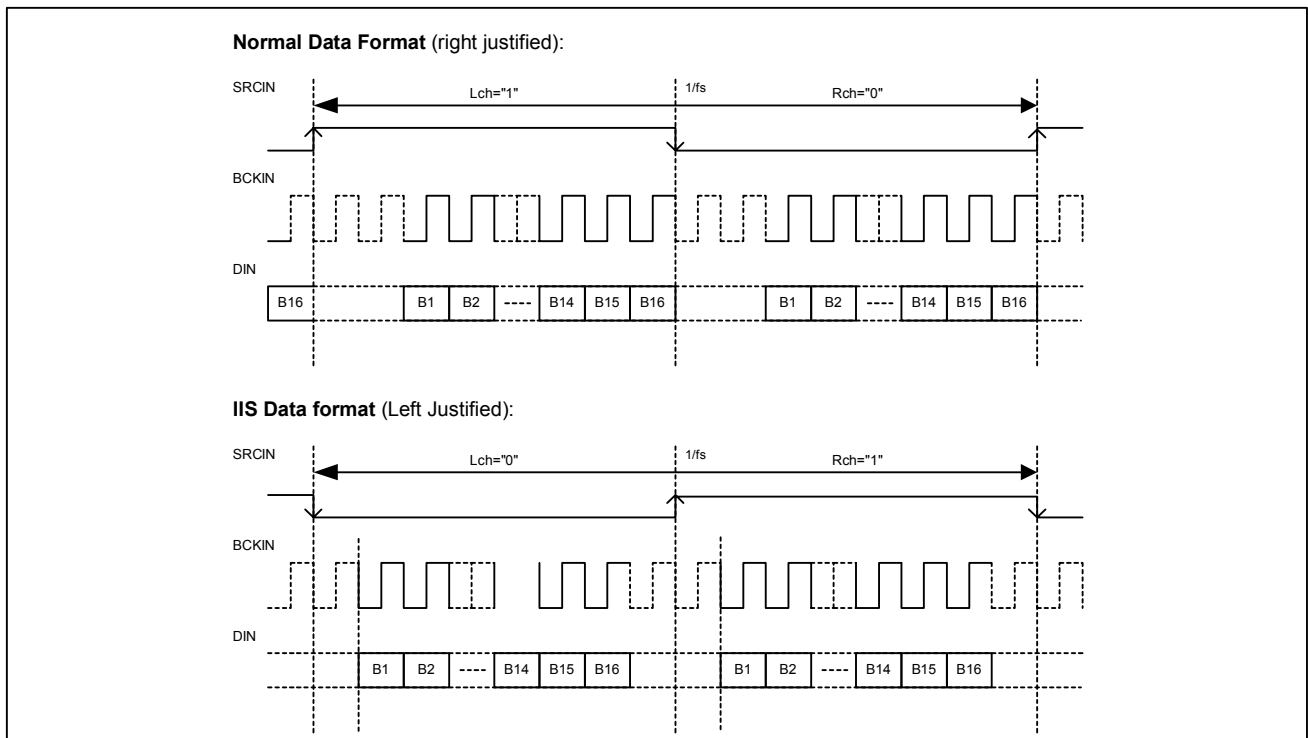 Normal Data Format (right justified):
SRCIN
Lch="1"
1/fs
Rch="0"
BCKIN
DIN
B16
B1 B2 ---- B14 B15 B16
B1 B2 ---- B14 B15 B16
IIS Data format (Left Justified):
SRCIN
Lch="0"
1/fs
Rch="1"
BCKIN
DIN
B1 B2 ---- B14 B15 B16
B1 B2 ---- B14 B15 B16